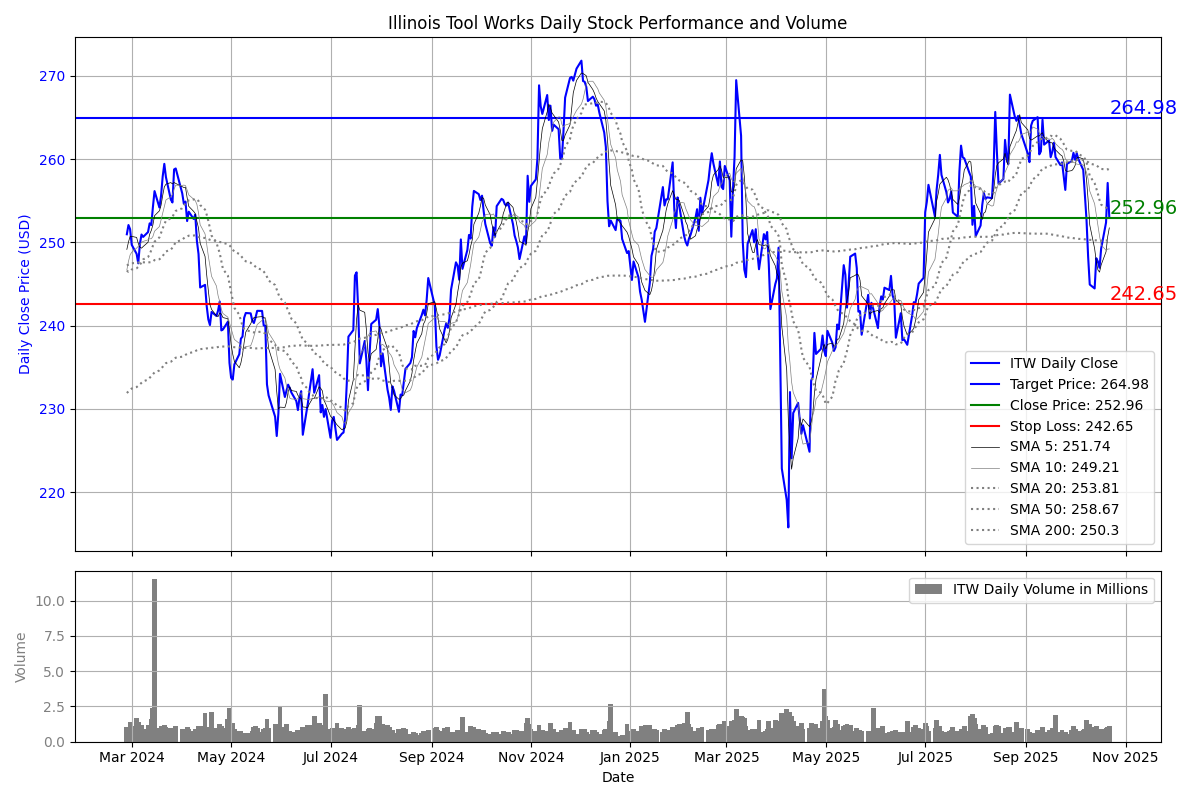 Illinois Tool Works Daily Stock Performance and Volume
Daily Close Price (USD)
270
260
250
240
230
220
264.98
252.96
242.65
ITW Daily Close
Target Price: 264.98
Close Price: 252.96
Stop Loss: 242.65
SMA 5: 251.74
SMA 10: 249.21
SMA 20: 253.81
SMA 50: 258.67
SMA 200: 250.3
Volume
10.0
7.5
5.0
2.5
0.0
ITW Daily Volume in Millions
Mar 2024 May 2024 Jul 2024 Sep 2024 Nov 2024 Jan 2025 Mar 2025 May 2025 Jul 2025 Sep 2025 Nov 2025
Date